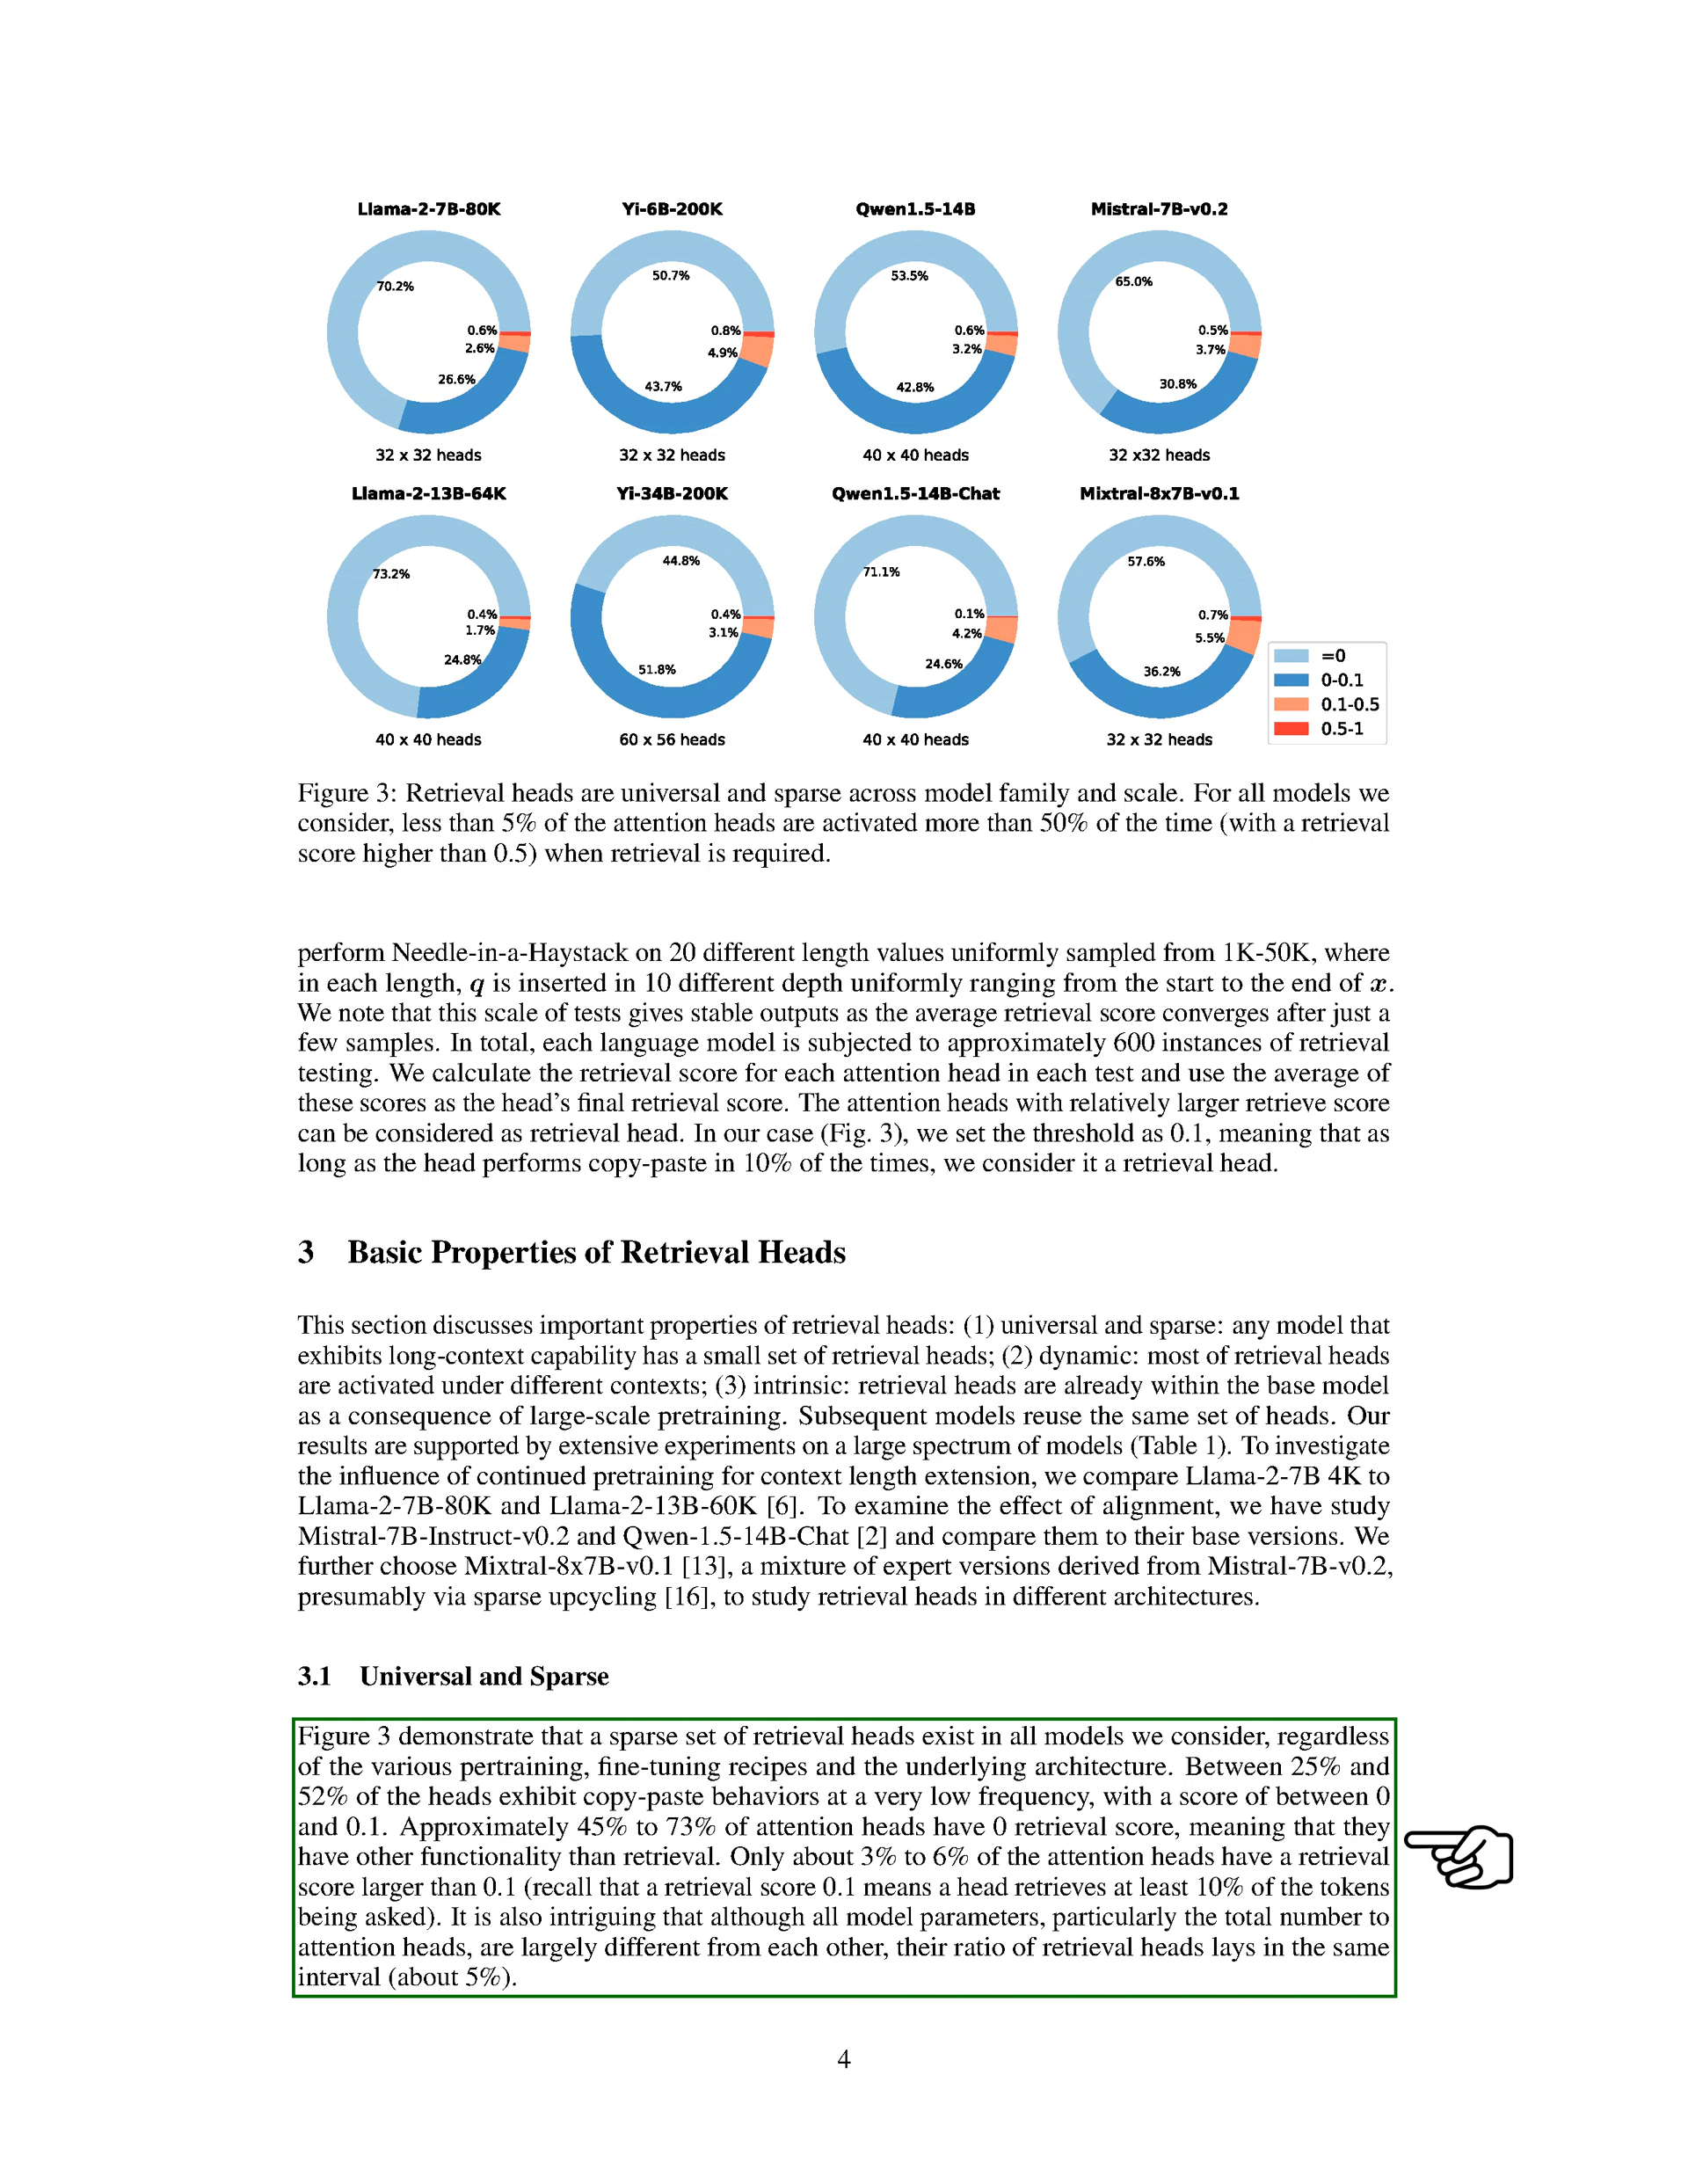 Llama-2-7B-80K Yi-6B-200K Qwen1.5-14B Mistral-7B-v0.2
70.2% 50.7% 53.5% 65.0%
0.6% 0.8% 0.6% 0.5%
2.6% 4.9% 3.2% 3.7%
26.6% 43.7% 42.8% 30.8%
32 x 32 heads 32 x 32 heads 40 x 40 heads 32 x32 heads
Llama-2-13B-64K Yi-34B-200K Qwen1.5-14B-Chat Mixtral-8x7B-v0.1
73.2% 44.8% 71.1% 57.6%
0.4% 0.4% 0.1% 0.7%
1.7% 3.1% 4.2% 5.5%
24.8% 51.8% 24.6% 36.2%
=0
0-0.1
0.1-0.5
0.5-1
40 x 40 heads 60 x 56 heads 40 x 40 heads 32 x 32 heads
Figure 3: Retrieval heads are universal and sparse across model family and scale. For all models we
consider, less than 5% of the attention heads are activated more than 50% of the time (with a retrieval
score higher than 0.5) when retrieval is required.
perform Needle-in-a-Haystack on 20 different length values uniformly sampled from 1K-50K, where
in each length, q is inserted in 10 different depth uniformly ranging from the start to the end of x.
We note that this scale of tests gives stable outputs as the average retrieval score converges after just a
few samples. In total, each language model is subjected to approximately 600 instances of retrieval
testing. We calculate the retrieval score for each attention head in each test and use the average of
these scores as the head's final retrieval score. The attention heads with relatively larger retrieve score
can be considered as retrieval head. In our case (Fig. 3), we set the threshold as 0.1, meaning that as
long as the head performs copy-paste in 10% of the times, we consider it a retrieval head.
3 Basic Properties of Retrieval Heads
This section discusses important properties of retrieval heads: (1) universal and sparse: any model that
exhibits long-context capability has a small set of retrieval heads; (2) dynamic: most of retrieval heads
are activated under different contexts; (3) intrinsic: retrieval heads are already within the base model
as a consequence of large-scale pretraining. Subsequent models reuse the same set of heads. Our
results are supported by extensive experiments on a large spectrum of models (Table 1). To investigate
the influence of continued pretraining for context length extension, we compare Llama-2-7B 4K to
Llama-2-7B-80K and Llama-2-13B-60K [6]. To examine the effect of alignment, we have study
Mistral-7B-Instruct-v0.2 and Qwen-1.5-14B-Chat [2] and compare them to their base versions. We
further choose Mixtral-8x7B-v0.1 [13], a mixture of expert versions derived from Mistral-7B-v0.2,
presumably via sparse upcycling [16], to study retrieval heads in different architectures.
3.1 Universal and Sparse
Figure 3 demonstrate that a sparse set of retrieval heads exist in all models we consider, regardless
of the various pertraining, fine-tuning recipes and the underlying architecture. Between 25% and
52% of the heads exhibit copy-paste behaviors at a very low frequency, with a score of between 0
and 0.1. Approximately 45% to 73% of attention heads have 0 retrieval score, meaning that they
have other functionality than retrieval. Only about 3% to 6% of the attention heads have a retrieval
score larger than 0.1 (recall that a retrieval score 0.1 means a head retrieves at least 10% of the tokens
being asked). It is also intriguing that although all model parameters, particularly the total number to
attention heads, are largely different from each other, their ratio of retrieval heads lays in the same
interval (about 5%).
4